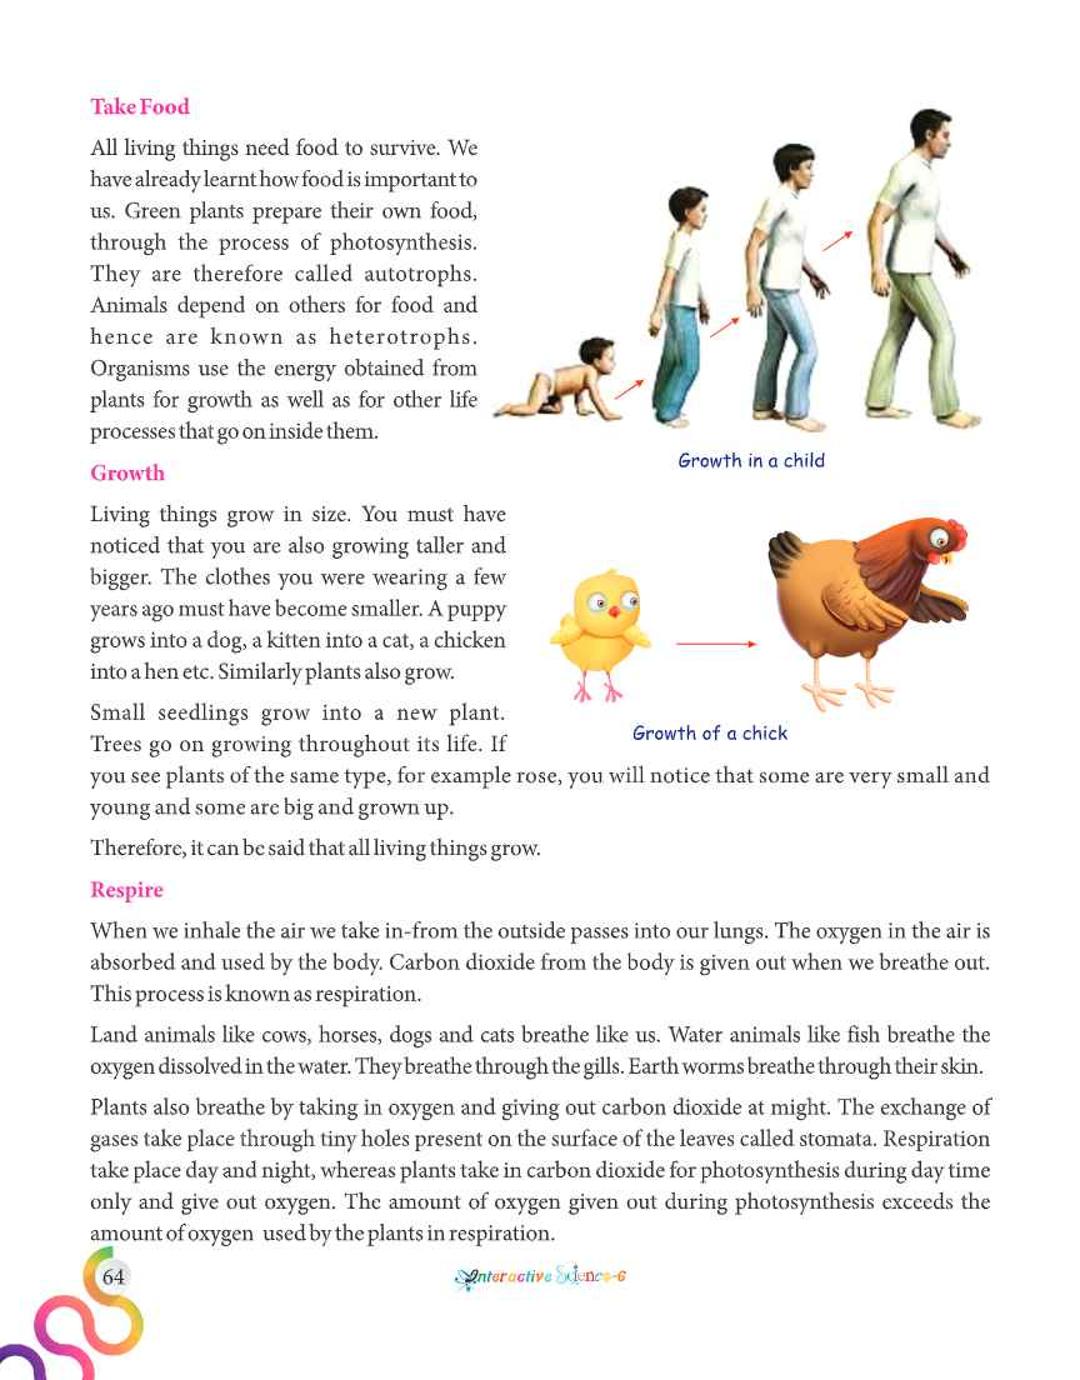 Take Food
All living things need food to survive. We
have already learnt how food is important to
us. Green plants prepare their own food,
through the process of photosynthesis.
They are therefore called autotrophs.
Animals depend on others for food and
hence are known as heterotrophs.
Organisms use the energy obtained from
plants for growth as well as for other life
processes that go on inside them.
Growth in a child
Growth
Living things grow in size. You must have
noticed that you are also growing taller and
bigger. The clothes you were wearing a few
years ago must have become smaller. A puppy
grows into a dog, a kitten into a cat, a chicken
into a hen etc. Similarly plants also grow.
Small seedlings grow into a new plant.
Trees go on growing throughout its life. If
you see plants of the same type, for example rose, you will notice that some are very small and
young and some are big and grown up.
Growth of a chick
Therefore, it can be said that all living things grow.
Respire
When we inhale the air we take in-from the outside passes into our lungs. The oxygen in the air is
absorbed and used by the body. Carbon dioxide from the body is given out when we breathe out.
This process is known as respiration.
Land animals like cows, horses, dogs and cats breathe like us. Water animals like fish breathe the
oxygen dissolved in the water. They breathe through the gills. Earth worms breathe through their skin.
Plants also breathe by taking in oxygen and giving out carbon dioxide at might. The exchange of
gases take place through tiny holes present on the surface of the leaves called stomata. Respiration
take place day and night, whereas plants take in carbon dioxide for photosynthesis during day time
only and give out oxygen. The amount of oxygen given out during photosynthesis exceeds the
amount of oxygen used by the plants in respiration.
64
Interactive Science-6